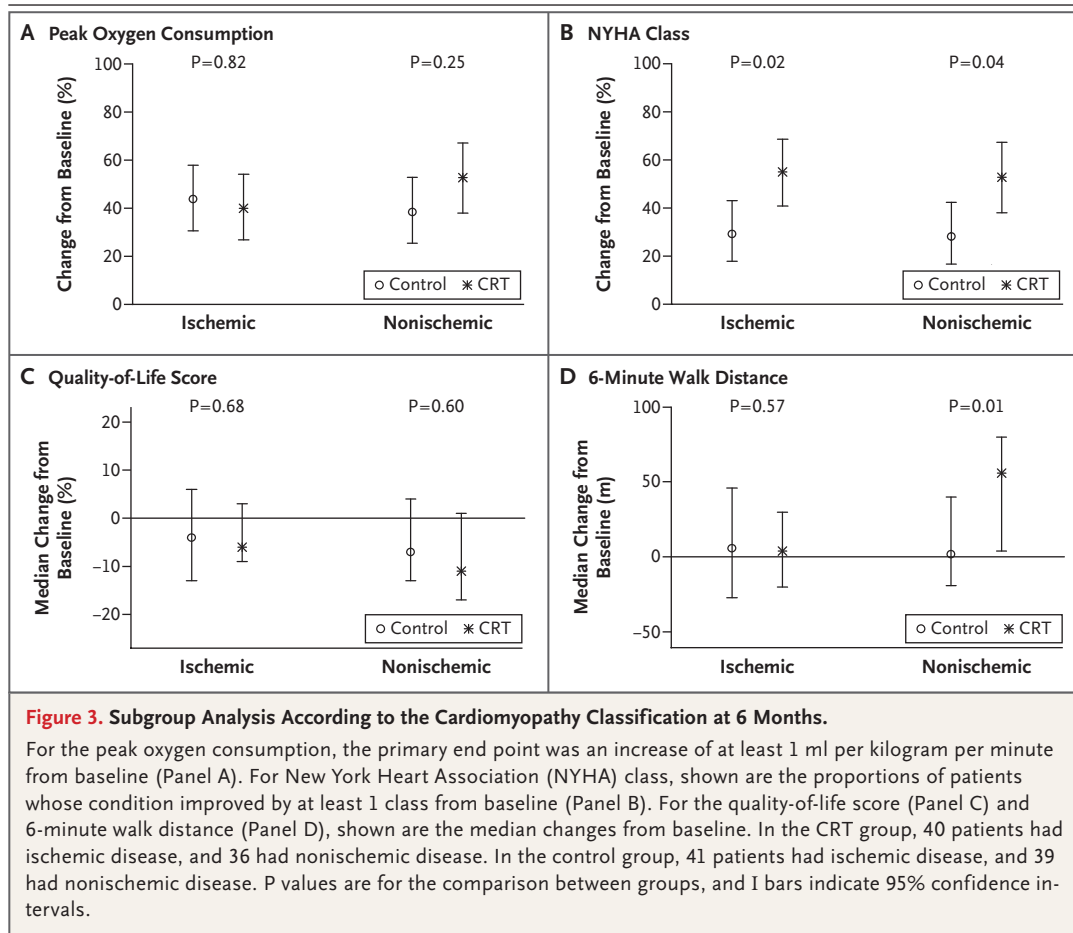 A Peak Oxygen Consumption
P=0.82
P=0.25
Change from Baseline (%)
100
80
60
40
20
0
Control CRT
Ischemic
Nonischemic
B NYHA Class
P=0.02
P=0.04
Change from Baseline (%)
100
80
60
40
20
0
Control CRT
Ischemic
Nonischemic
C Quality-of-Life Score
P=0.68
P=0.60
Median Change from
Baseline (%)
20
10
0
−10
−20
Control CRT
Ischemic
Nonischemic
D 6-Minute Walk Distance
P=0.57
P=0.01
Median Change from
Baseline (m)
100
50
0
−50
Control CRT
Ischemic
Nonischemic
Figure 3. Subgroup Analysis According to the Cardiomyopathy Classification at 6 Months.
For the peak oxygen consumption, the primary end point was an increase of at least 1 ml per kilogram per minute
from baseline (Panel A). For New York Heart Association (NYHA) class, shown are the proportions of patients
whose condition improved by at least 1 class from baseline (Panel B). For the quality-of-life score (Panel C) and
6-minute walk distance (Panel D), shown are the median changes from baseline. In the CRT group, 40 patients had
ischemic disease, and 36 had nonischemic disease. In the control group, 41 patients had ischemic disease, and 39
had nonischemic disease. P values are for the comparison between groups, and I bars indicate 95% confidence in-
tervals.